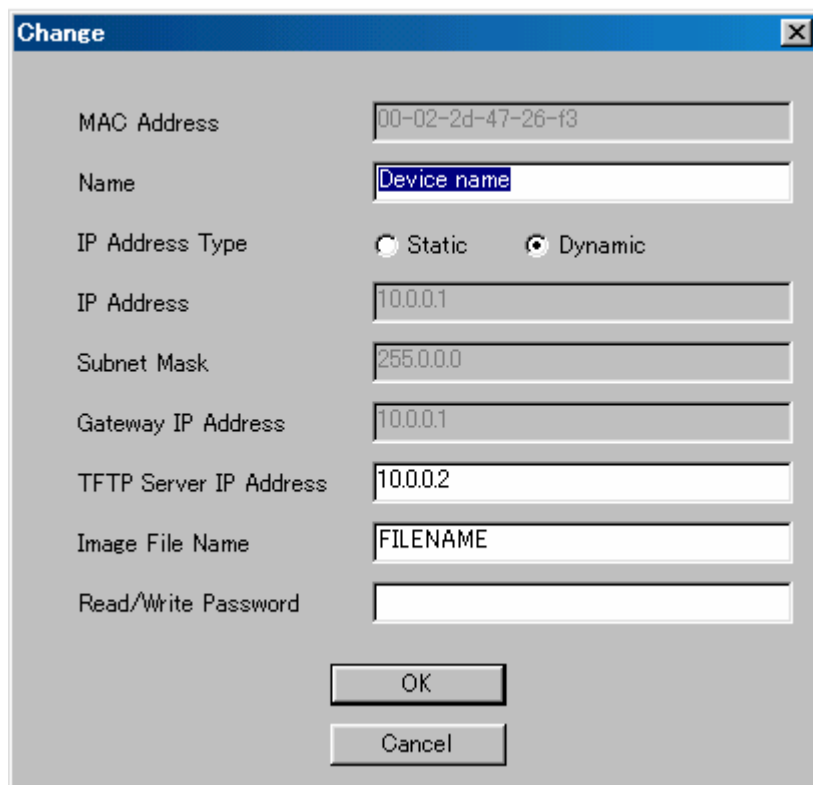 Change
MAC Address 00-02-2d-47-26-f3
Name Device name
IP Address Type Static Dynamic
IP Address 10.0.0.1
Subnet Mask 255.0.0.0
Gateway IP Address 10.0.0.1
TFTP Server IP Address 10.0.0.2
Image File Name FILENAME
Read/Write Password
OK
Cancel